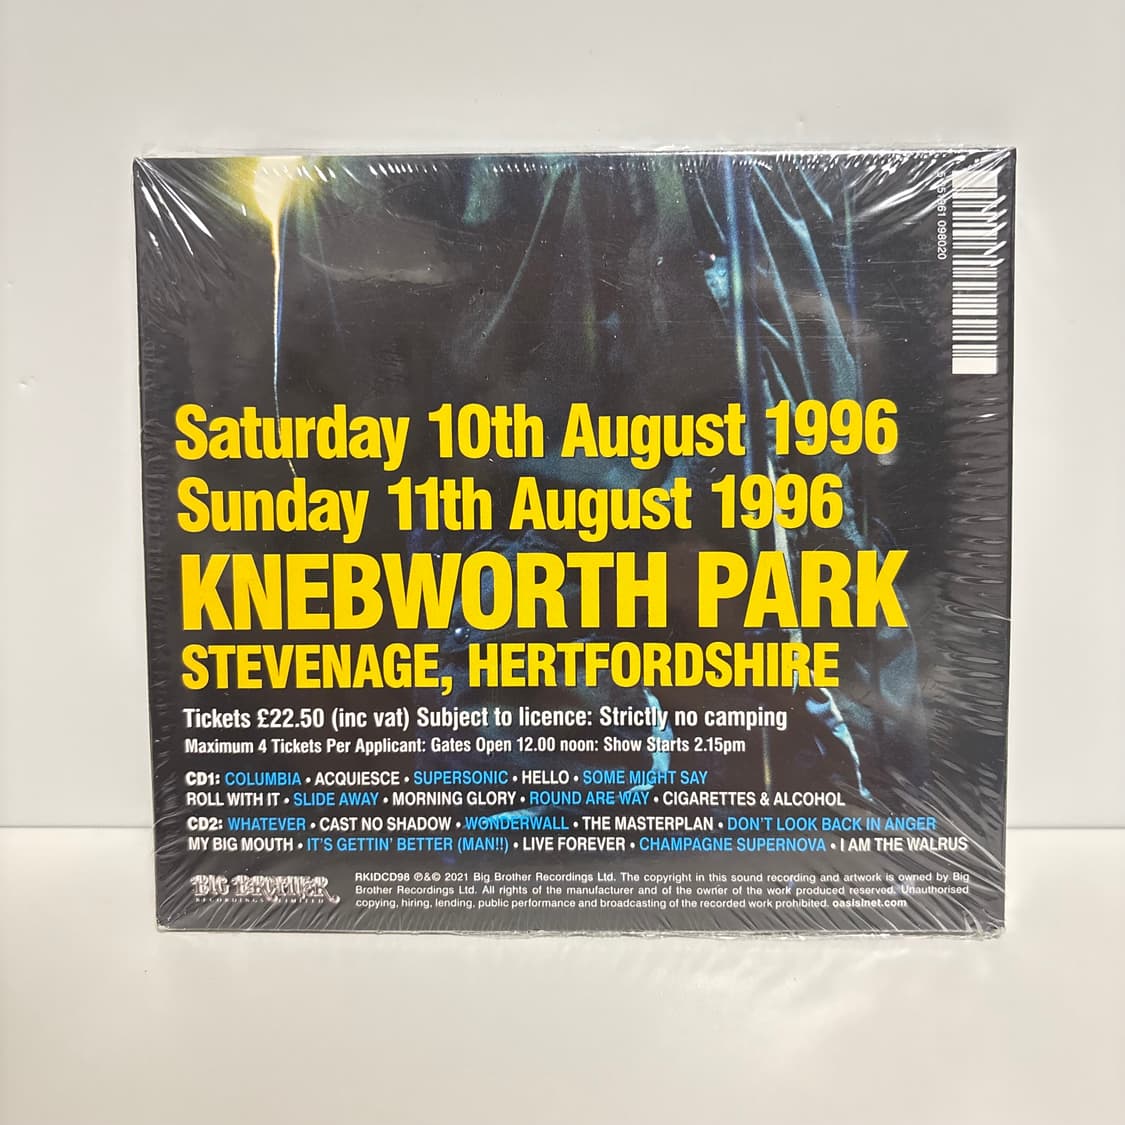 Saturday 10th August 1996
Sunday 11th August 1996
KNEBWORTH PARK
STEVENAGE, HERTFORDSHIRE
Tickets £22.50 (inc vat) Subject to licence: Strictly no camping
Maximum 4 Tickets Per Applicant: Gates Open 12.00 noon: Show Starts 2.15pm
CD1: COLUMBIA • ACQUIESCE • SUPERSONIC • HELLO • SOME MIGHT SAY
ROLL WITH IT • SLIDE AWAY • MORNING GLORY • ROUND ARE WAY • CIGARETTES & ALCOHOL
CD2: WHATEVER • CAST NO SHADOW • WONDERWALL • THE MASTERPLAN • DON'T LOOK BACK IN ANGER
MY BIG MOUTH • IT'S GETTIN' BETTER (MAN!!) • LIVE FOREVER • CHAMPAGNE SUPERNOVA • I AM THE WALRUS
BIG BROTHER
RECORDINGS LIMITED
RKIDCD98 ℗&© 2021 Big Brother Recordings Ltd. The copyright in this sound recording and artwork is owned by Big
Brother Recordings Ltd. All rights of the manufacturer and of the owner of the work produced reserved. Unauthorised
copying, hiring, lending, public performance and broadcasting of the recorded work prohibited. oasisinet.com
098020